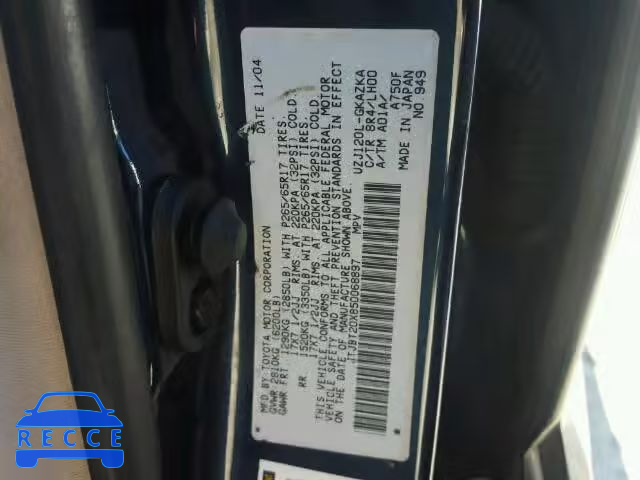 MFD.BY:TOYOTA MOTOR CORPORATION DATE 11/04
GVWR:2810KG (6200LB)
GAWR FRT 1290KG (2850LB) WITH P265/65R17 TIRES.
17X7 1/2JJ RIMS. AT 220KPA (32PSI) COLD.
RR 1520KG (3350LB) WITH P265/65R17 TIRES.
17X7 1/2JJ RIMS. AT 220KPA (32PSI) COLD.
THIS VEHICLE CONFORMS TO ALL APPLICABLE FEDERAL MOTOR
VEHICLE SAFETY AND THEFT PREVENTION STANDARDS IN EFFECT
ON THE DATE OF MANUFACTURE SHOWN ABOVE.
JTJBT20X850068897 MPV
UZJ120L-GKAZKA
C/TR 8R4/LH00
A/TM A01A/ A750F
MADE IN JAPAN
NO 949
RECCE